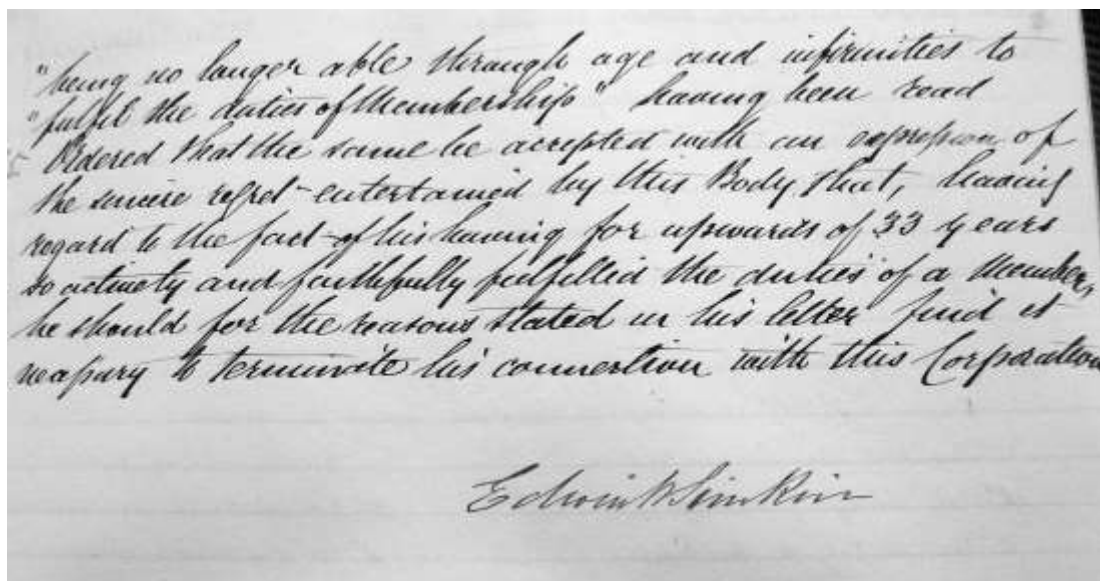 "being no longer able through age and infirmities to
"fulfil the duties of Membership" having been read
Ordered that the same be accepted with an expression of
the sincere regret entertained by this Body that, having
regard to the fact of his having for upwards of 33 years
so actively and faithfully fulfilled the duties of a Member,
he should for the reasons stated in his letter find it
necessary to terminate his connection with this Corporation
Edwin